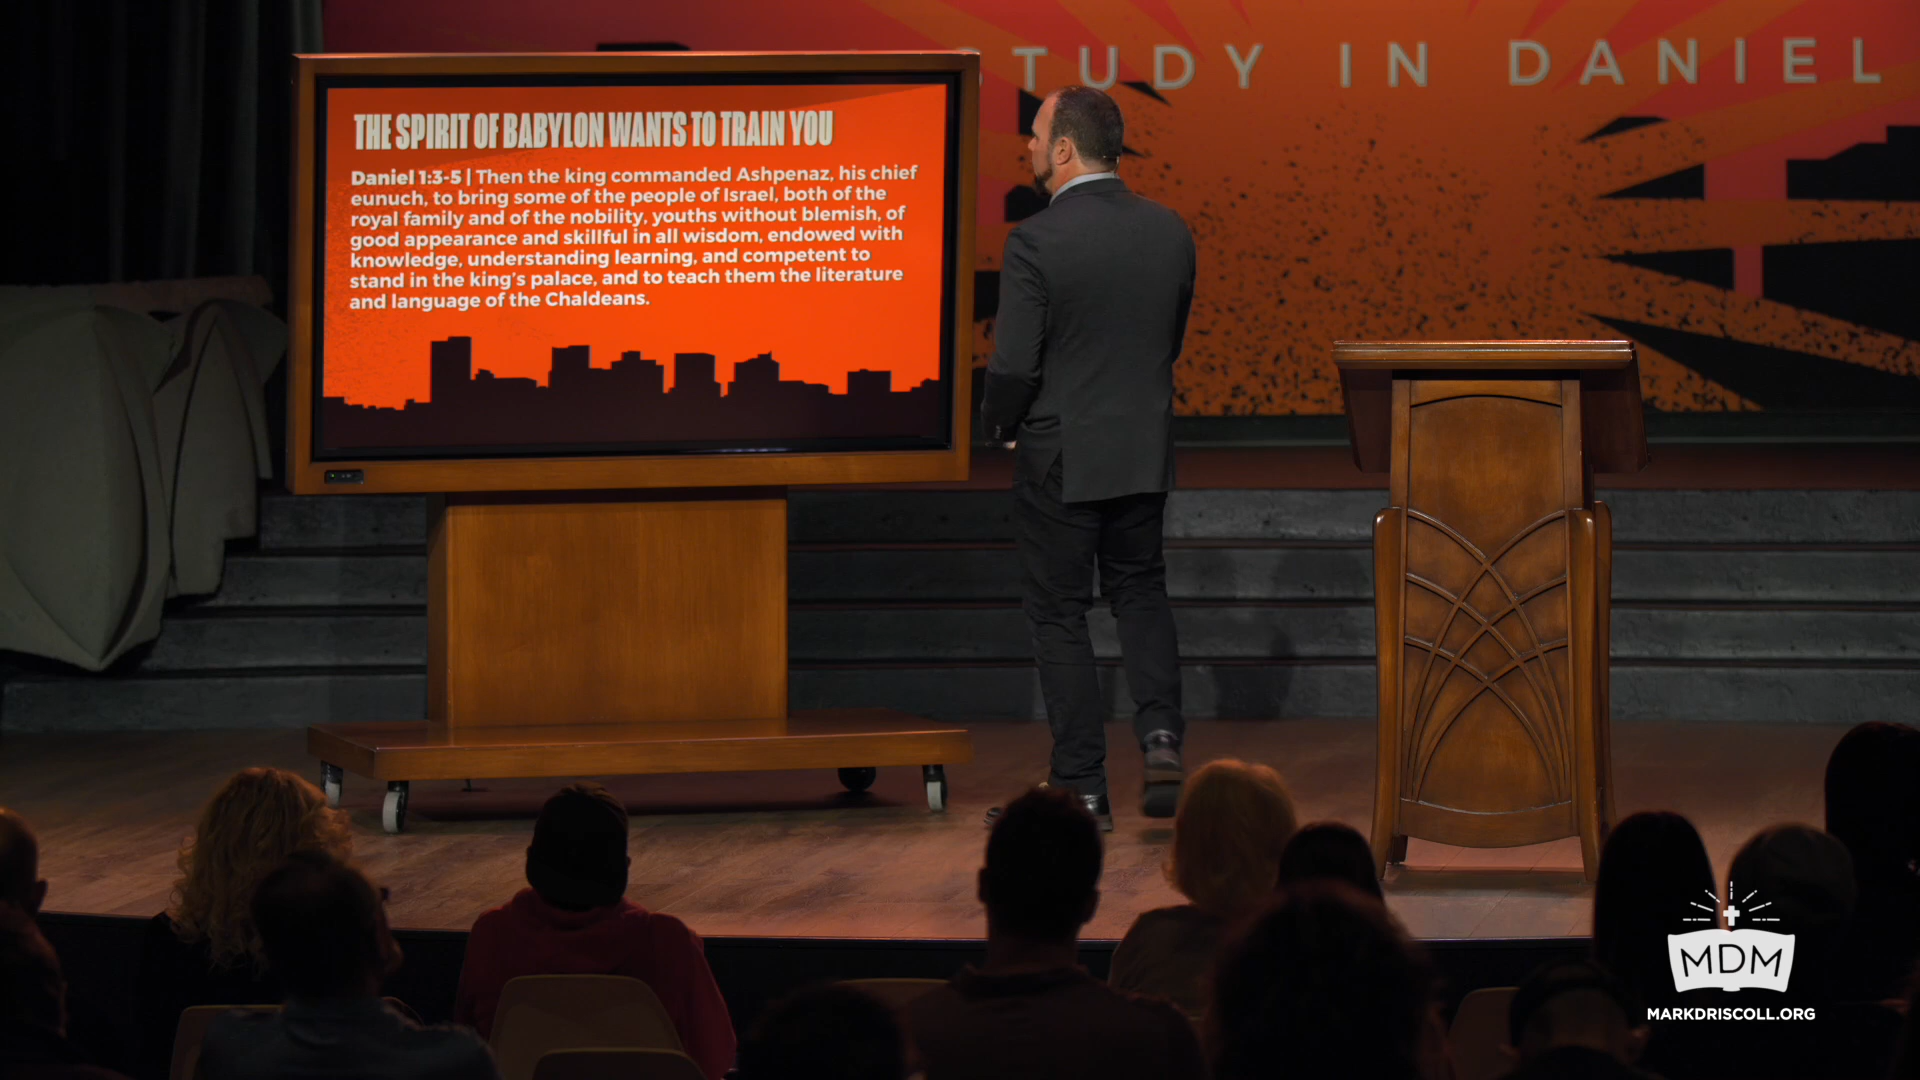 STUDY IN DANIEL
THE SPIRIT OF BABYLON WANTS TO TRAIN YOU
Daniel 1:3-5 | Then the king commanded Ashpenaz, his chief
eunuch, to bring some of the people of Israel, both of the
royal family and of the nobility, youths without blemish, of
good appearance and skillful in all wisdom, endowed with
knowledge, understanding learning, and competent to
stand in the king's palace, and to teach them the literature
and language of the Chaldeans.
MDM
MARKDRISCOLL.ORG